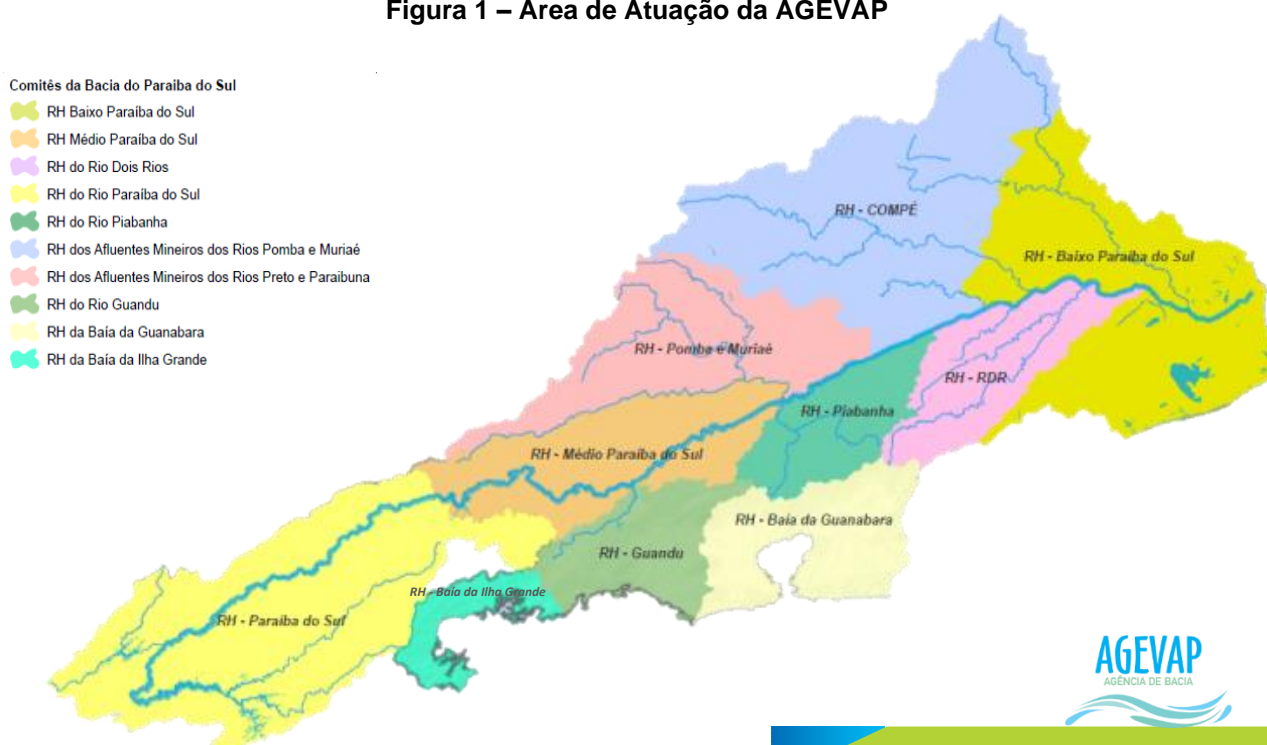 Figura 1 – Área de Atuação da AGEVAP
Comitês da Bacia do Paraiba do Sul
RH Baixo Paraíba do Sul
RH Médio Paraíba do Sul
RH do Rio Dois Rios
RH do Rio Paraíba do Sul
RH do Rio Piabanha
RH dos Afluentes Mineiros dos Rios Pomba e Muriaé
RH dos Afluentes Mineiros dos Rios Preto e Paraibuna
RH do Rio Guandu
RH da Baía da Guanabara
RH da Baía da Ilha Grande
RH - COMPÉ
RH - Baixo Paraíba do Sul
RH - Pomba e Muriaé
RH - RDR
RH - Piabanha
RH - Médio Paraíba do Sul
RH - Baía da Guanabara
RH - Guandu
RH - Baía da Ilha Grande
RH - Paraíba do Sul
AGEVAP
AGÊNCIA DE BACIA